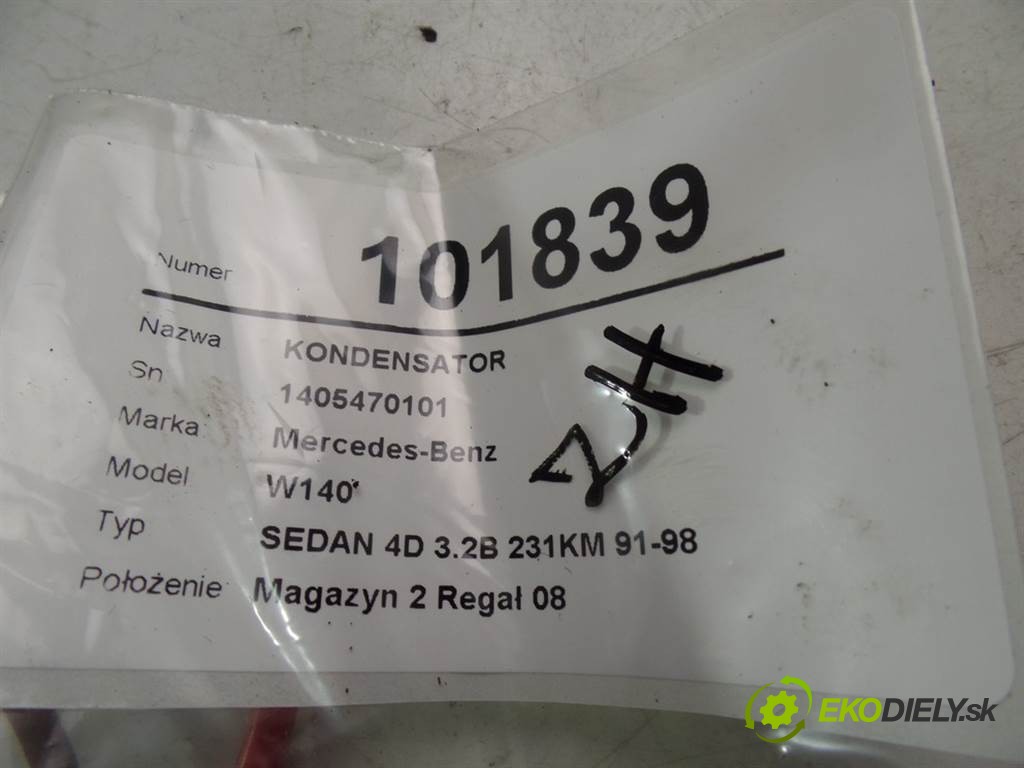 Numer 101839
Nazwa KONDENSATOR
Sn 1405470101
Marka: Mercedes-Benz
Model W140
Typ SEDAN 4D 3.2B 231KM 91-98
Położenie: Magazyn 2 Regał 08
EKODIELY.sk